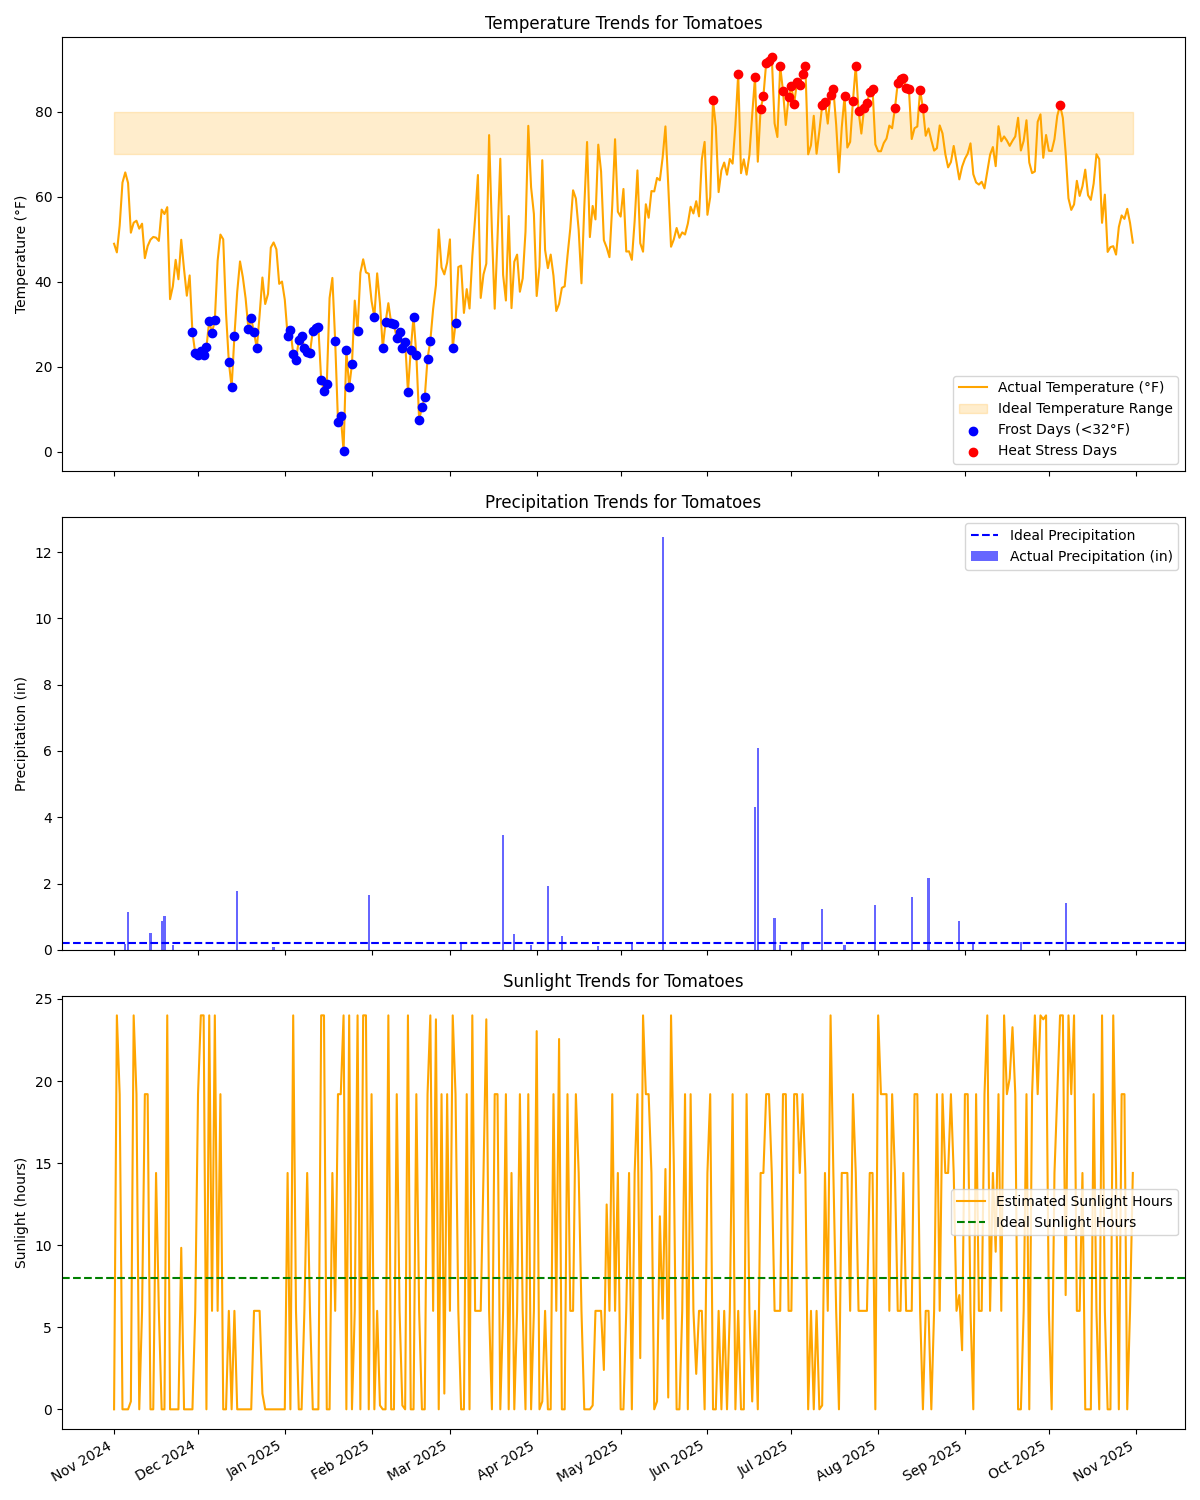 Temperature Trends for Tomatoes
Temperature (°F)
80
60
40
20
0
Actual Temperature (°F)
Ideal Temperature Range
Frost Days (<32°F)
Heat Stress Days
Precipitation Trends for Tomatoes
Precipitation (in)
12
10
8
6
4
2
0
Ideal Precipitation
Actual Precipitation (in)
Sunlight Trends for Tomatoes
Sunlight (hours)
25
20
15
10
5
0
Estimated Sunlight Hours
Ideal Sunlight Hours
Nov 2024
Dec 2024
Jan 2025
Feb 2025
Mar 2025
Apr 2025
May 2025
Jun 2025
Jul 2025
Aug 2025
Sep 2025
Oct 2025
Nov 2025